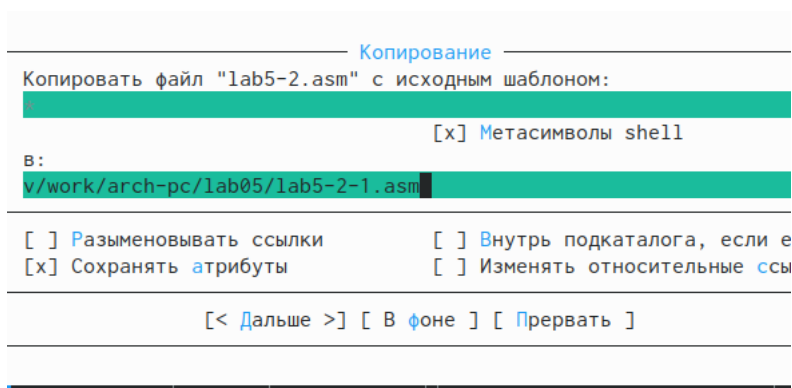 Копирование
Копировать файл "lab5-2.asm" с исходным шаблоном:
*
[x] Метасимволы shell
в:
v/work/arch-pc/lab05/lab5-2-1.asm
[ ] Разыменовывать ссылки [ ] Внутрь подкаталога, если е
[x] Сохранять атрибуты [ ] Изменять относительные ссы
[< Дальше >] [ В фоне ] [ Прервать ]